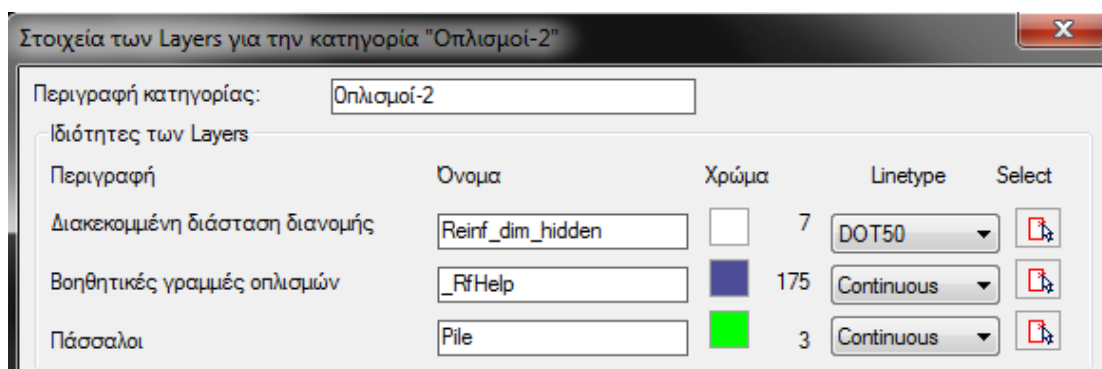 Στοιχεία των Layers για την κατηγορία "Οπλισμοί-2"
Περιγραφή κατηγορίας: Οπλισμοί-2
Ιδιότητες των Layers
Περιγραφή Όνομα Χρώμα Linetype Select
Διακεκομμένη διάσταση διανομής Reinf_dim_hidden 7 DOT50
Βοηθητικές γραμμές οπλισμών _RfHelp 175 Continuous
Πάσσαλοι Pile 3 Continuous